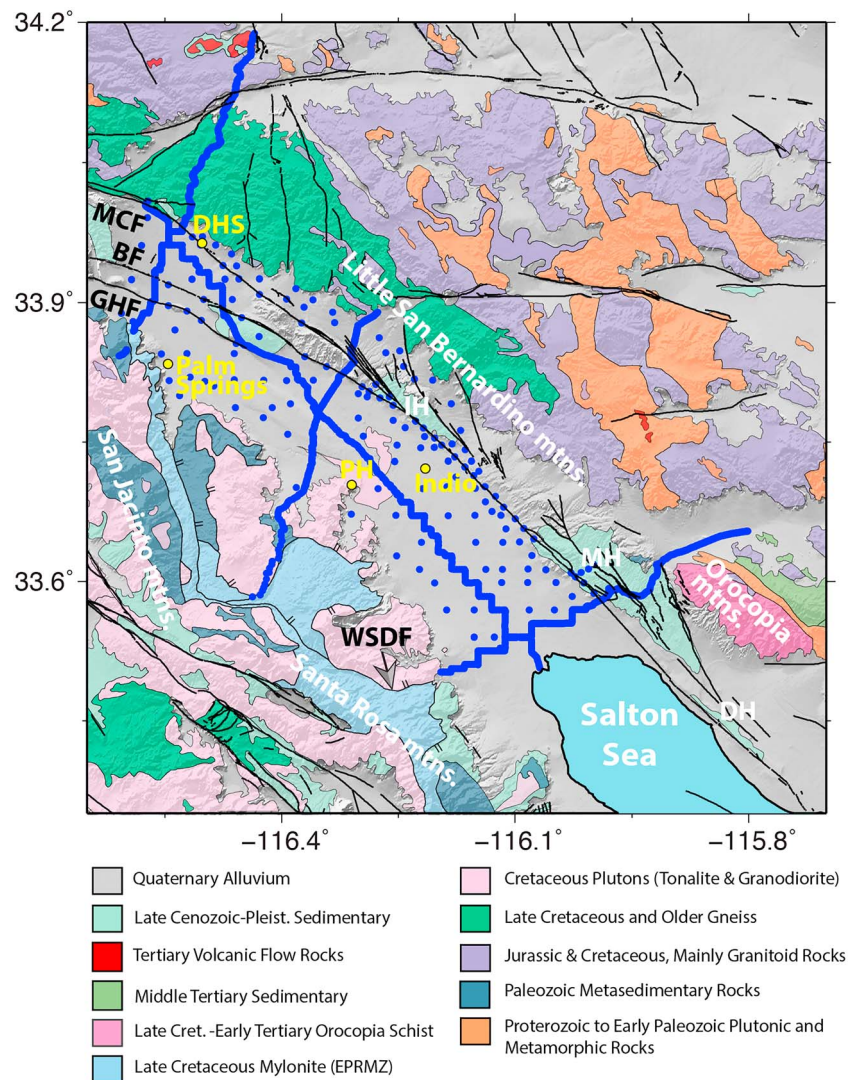 34.2°
MCF
DHS
BF
GHF
33.9°
Little San Bernardino mtns.
Palm
Springs
IH
San Jacinto mtns.
PH
Indio
33.6°
MH
Orocopia
mtns.
WSDF
Santa Rosa mtns.
Salton
Sea
DH
−116.4°
−116.1°
−115.8°
Quaternary Alluvium
Late Cenozoic-Pleist. Sedimentary
Tertiary Volcanic Flow Rocks
Middle Tertiary Sedimentary
Late Cret. -Early Tertiary Orocopia Schist
Late Cretaceous Mylonite (EPRMZ)
Cretaceous Plutons (Tonalite & Granodiorite)
Late Cretaceous and Older Gneiss
Jurassic & Cretaceous, Mainly Granitoid Rocks
Paleozoic Metasedimentary Rocks
Proterozoic to Early Paleozoic Plutonic and
Metamorphic Rocks